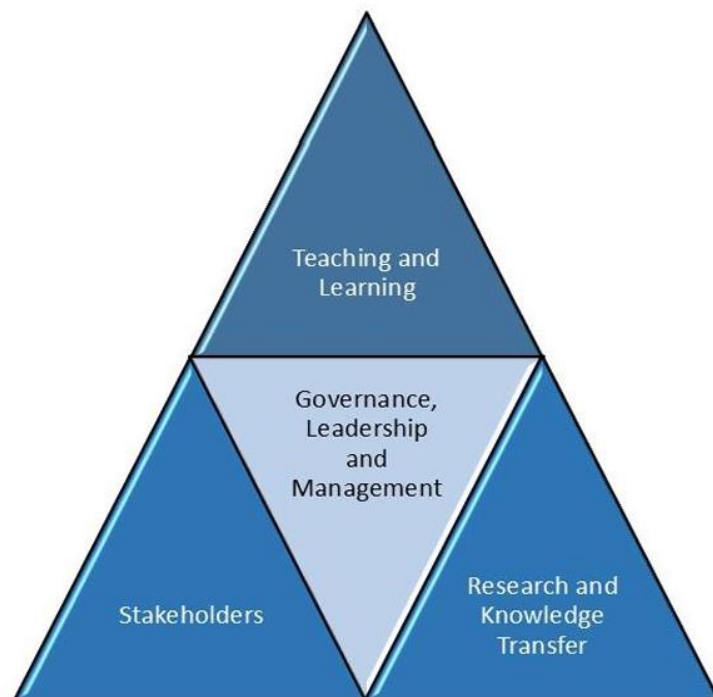 Teaching and
Learning
Governance,
Leadership
and
Management
Stakeholders
Research and
Knowledge
Transfer